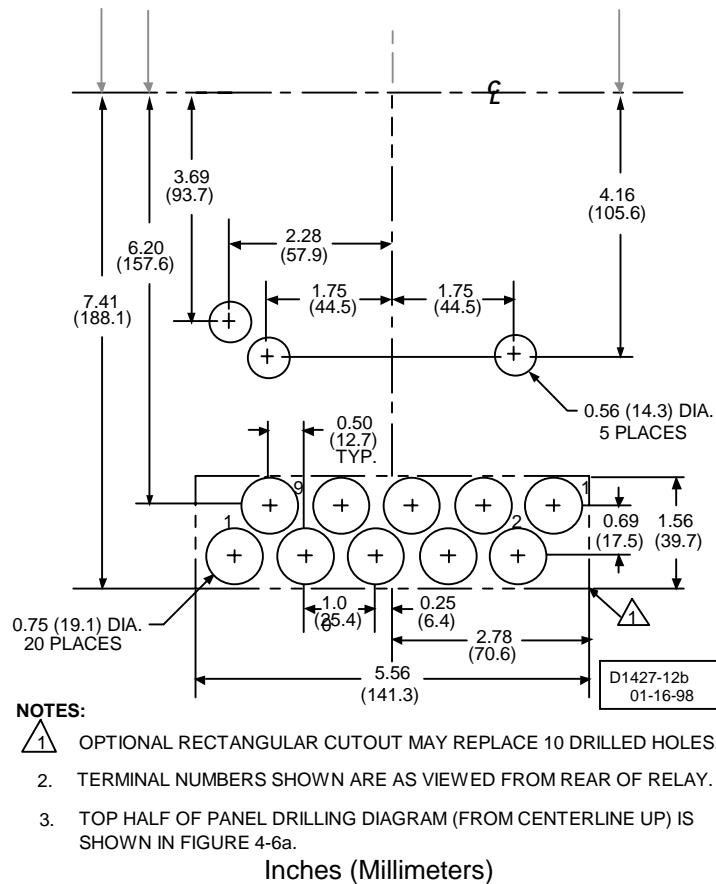 ℄
3.69
(93.7)
4.16
(105.6)
2.28
(57.9)
6.20
(157.6)
1.75
(44.5)
1.75
(44.5)
7.41
(188.1)
0.56 (14.3) DIA.
5 PLACES
0.50
(12.7)
TYP.
9
1
1
2
0.69
(17.5)
1.56
(39.7)
0.75 (19.1) DIA.
20 PLACES
1.0
(25.4)
0.25
(6.4)
1
2.78
(70.6)
5.56
(141.3)
D1427-12b
01-16-98
NOTES:
1 OPTIONAL RECTANGULAR CUTOUT MAY REPLACE 10 DRILLED HOLES.
2. TERMINAL NUMBERS SHOWN ARE AS VIEWED FROM REAR OF RELAY.
3. TOP HALF OF PANEL DRILLING DIAGRAM (FROM CENTERLINE UP) IS
SHOWN IN FIGURE 4-6a.
Inches (Millimeters)